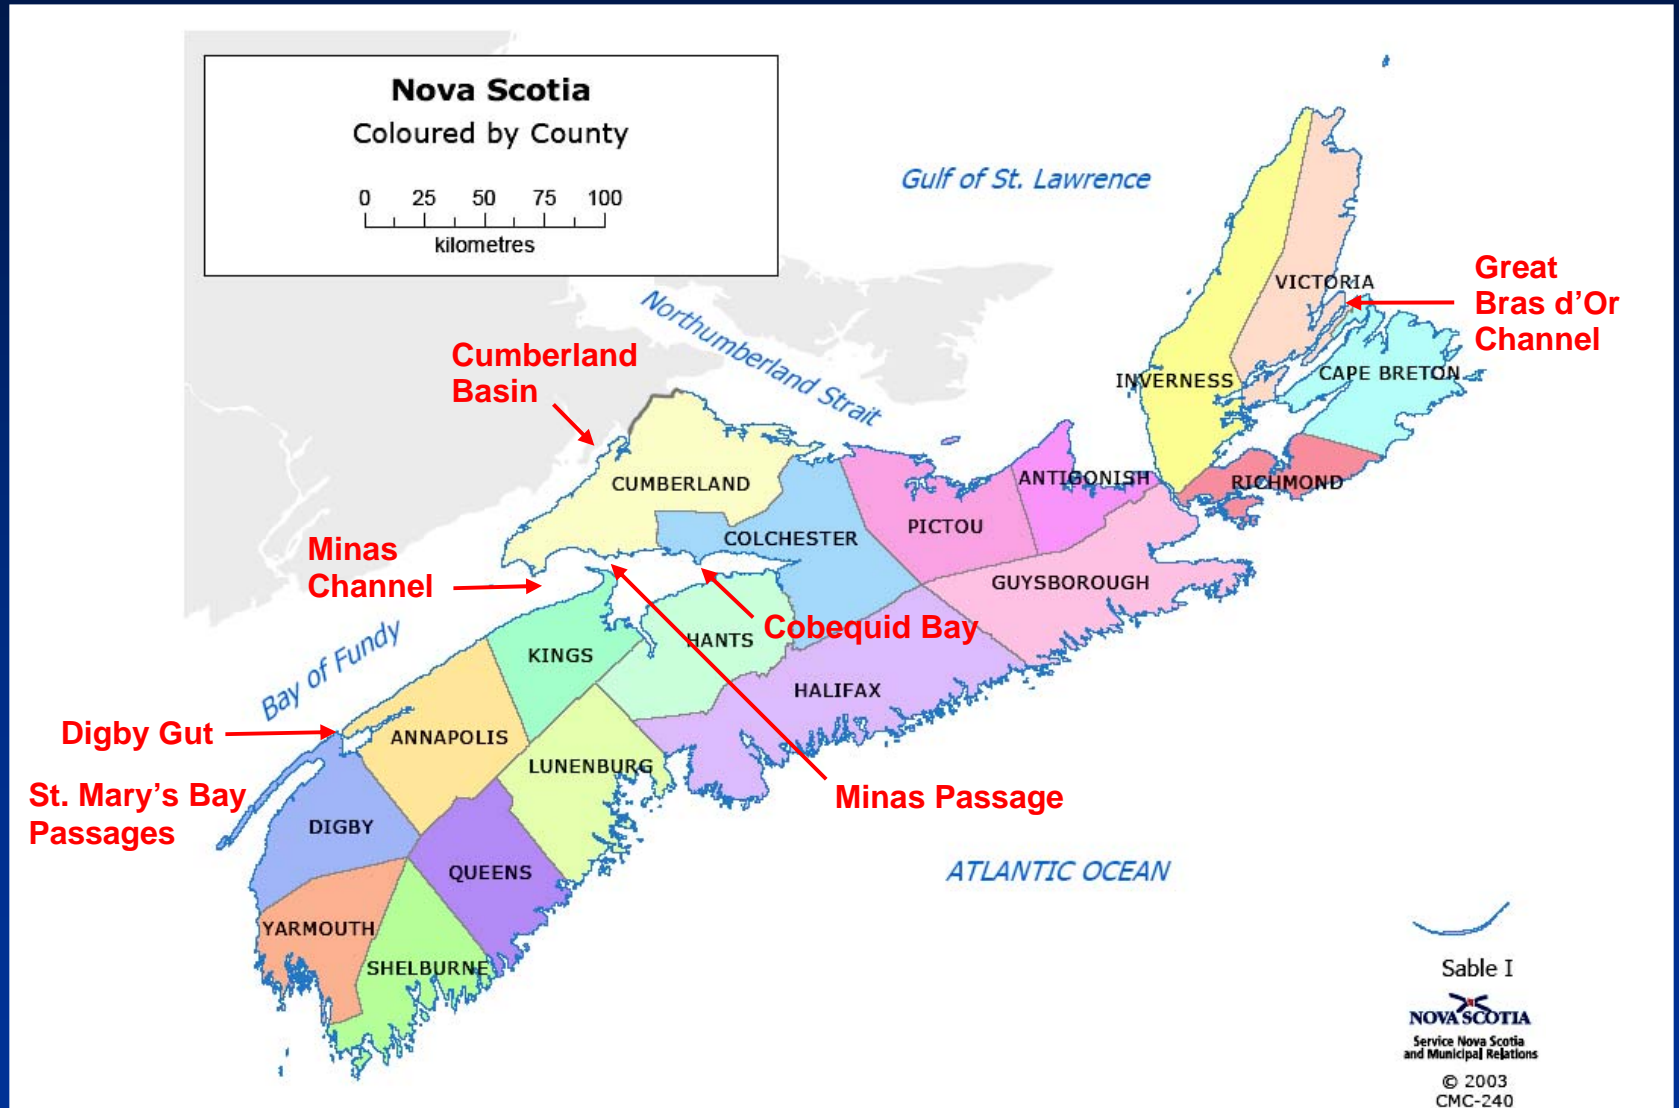 Nova Scotia
Coloured by County
0 25 50 75 100
kilometres
Gulf of St. Lawrence
Northumberland Strait
Great
Bras d’Or
Channel
VICTORIA
Cumberland
Basin
INVERNESS
CAPE BRETON
CUMBERLAND
ANTIGONISH
RICHMOND
COLCHESTER
PICTOU
Minas
Channel
GUYSBOROUGH
Cobequid Bay
HANTS
KINGS
Bay of Fundy
HALIFAX
Digby Gut
ANNAPOLIS
LUNENBURG
St. Mary’s Bay
Passages
Minas Passage
DIGBY
QUEENS
ATLANTIC OCEAN
YARMOUTH
SHELBURNE
Sable I
NOVA SCOTIA
Service Nova Scotia
and Municipal Relations
© 2003
CMC-240